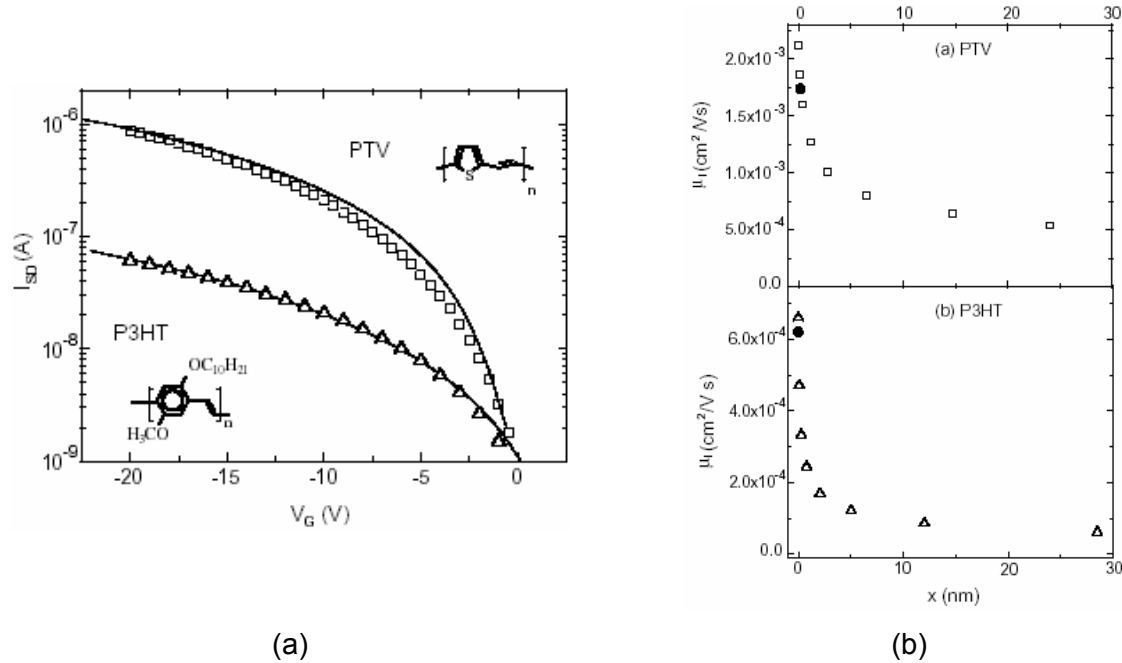 10⁻⁶
10⁻⁷
10⁻⁸
10⁻⁹
I_SD (A)
PTV
S
n
P3HT
OC₁₀H₂₁
H₃CO
n
-20 -15 -10 -5 0
V_G (V)
(a)
0 10 20 30
(a) PTV
2.0x10⁻³
1.5x10⁻³
1.0x10⁻³
5.0x10⁻⁴
0.0
μ_I (cm²/Vs)
(b) P3HT
6.0x10⁻⁴
4.0x10⁻⁴
2.0x10⁻⁴
0.0
μ_I (cm²/V s)
0 10 20 30
x (nm)
(b)